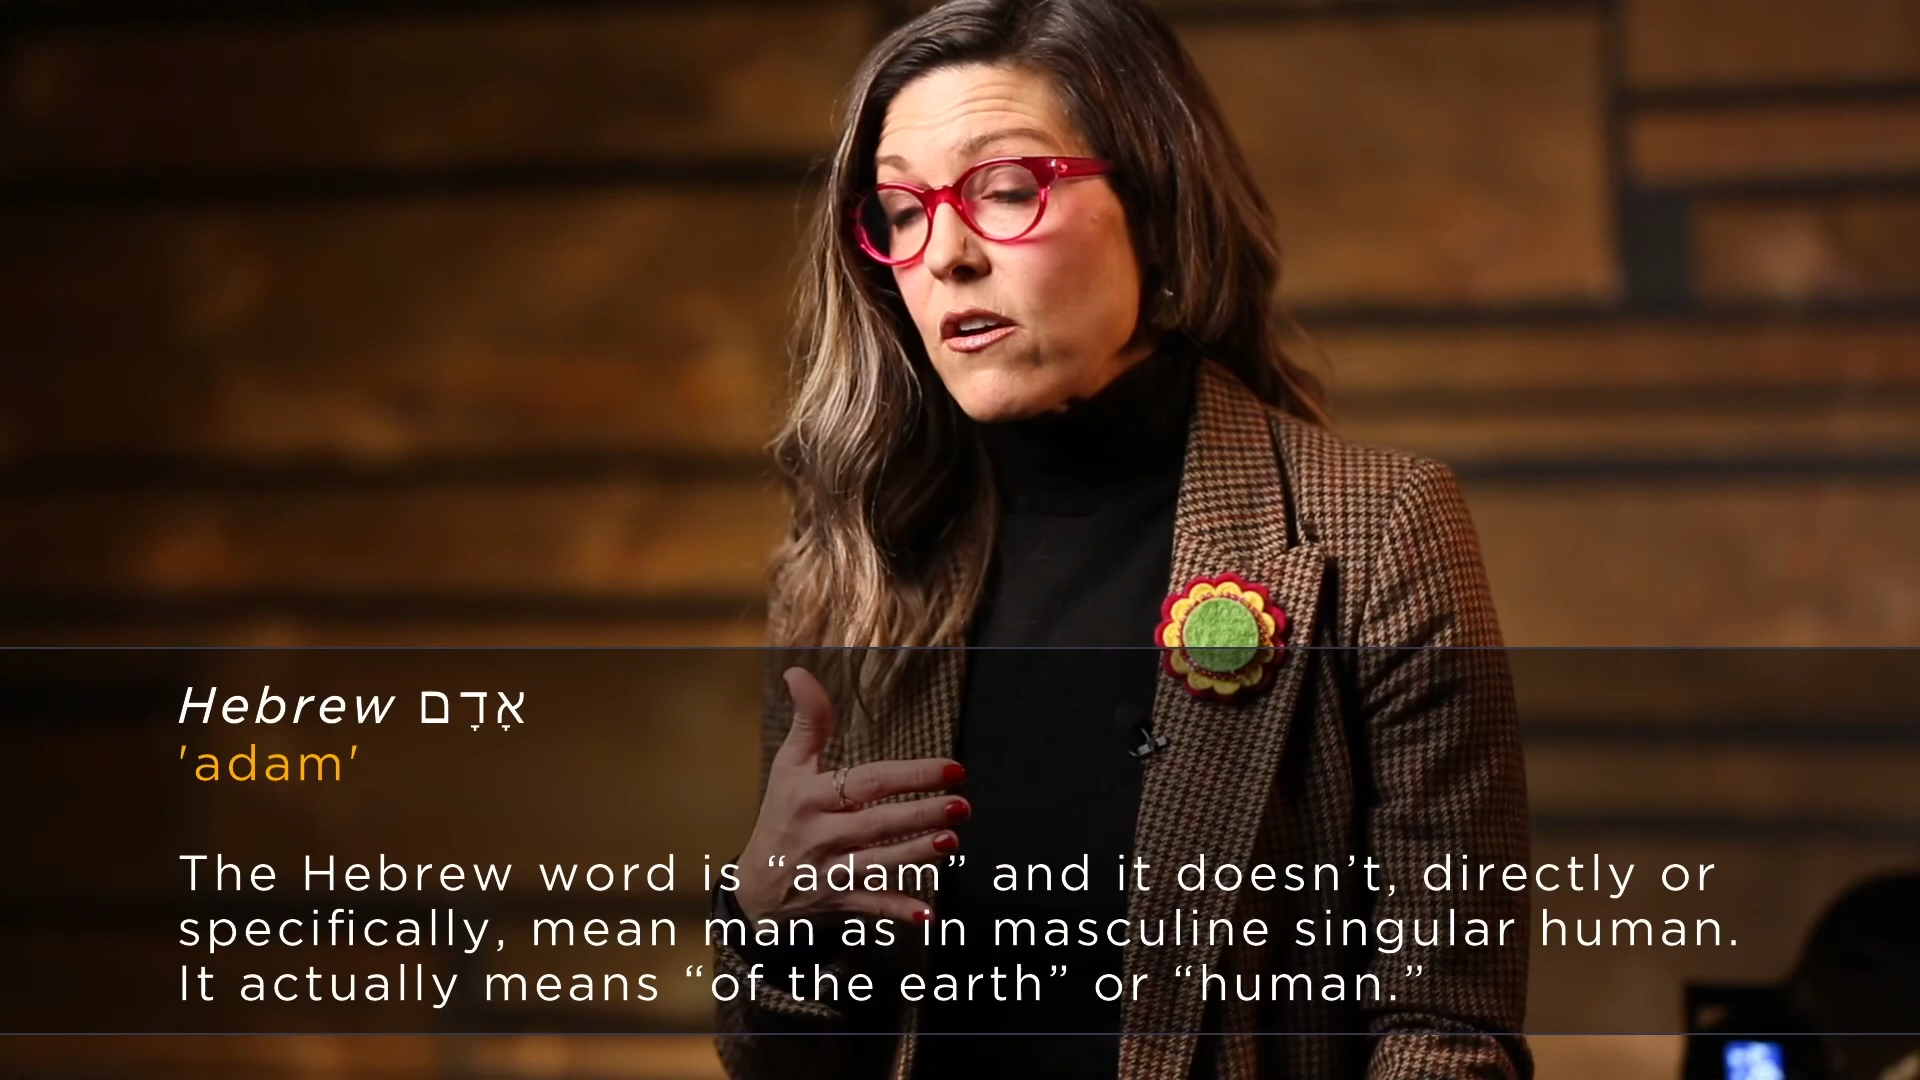 Hebrew אָדָם
'adam'
The Hebrew word is “adam” and it doesn’t, directly or
specifically, mean man as in masculine singular human.
It actually means “of the earth” or “human.”